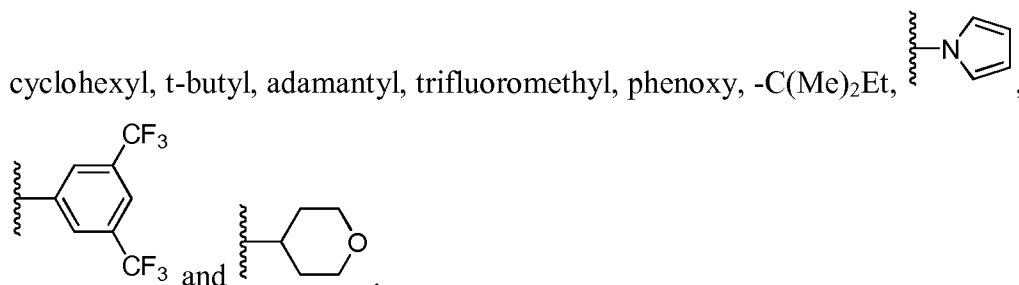 cyclohexyl, t-butyl, adamantyl, trifluoromethyl, phenoxy, -C(Me)₂Et, N ,
CF₃
CF₃ and O .